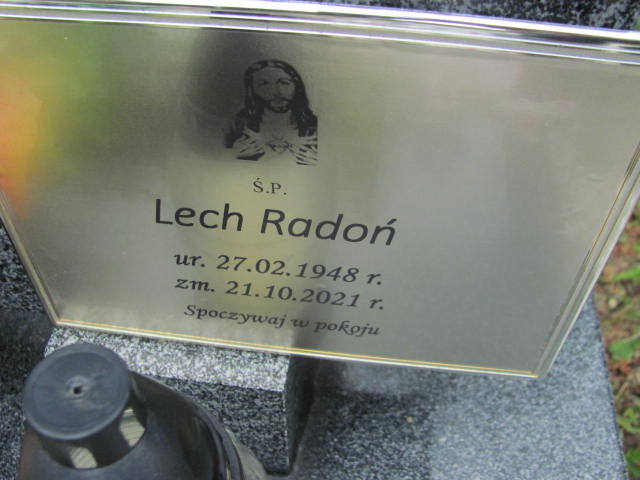 Ś.P.
Lech Radoń
ur. 27.02.1948 r.
zm. 21.10.2021 r.
Spoczywaj w pokoju